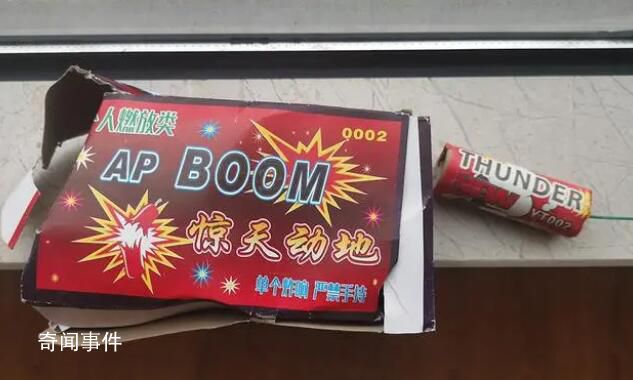 人燃放类
0002
AP BOOM
惊天动地
单个炸响 严禁手持
THUNDER
YT002
奇闻事件